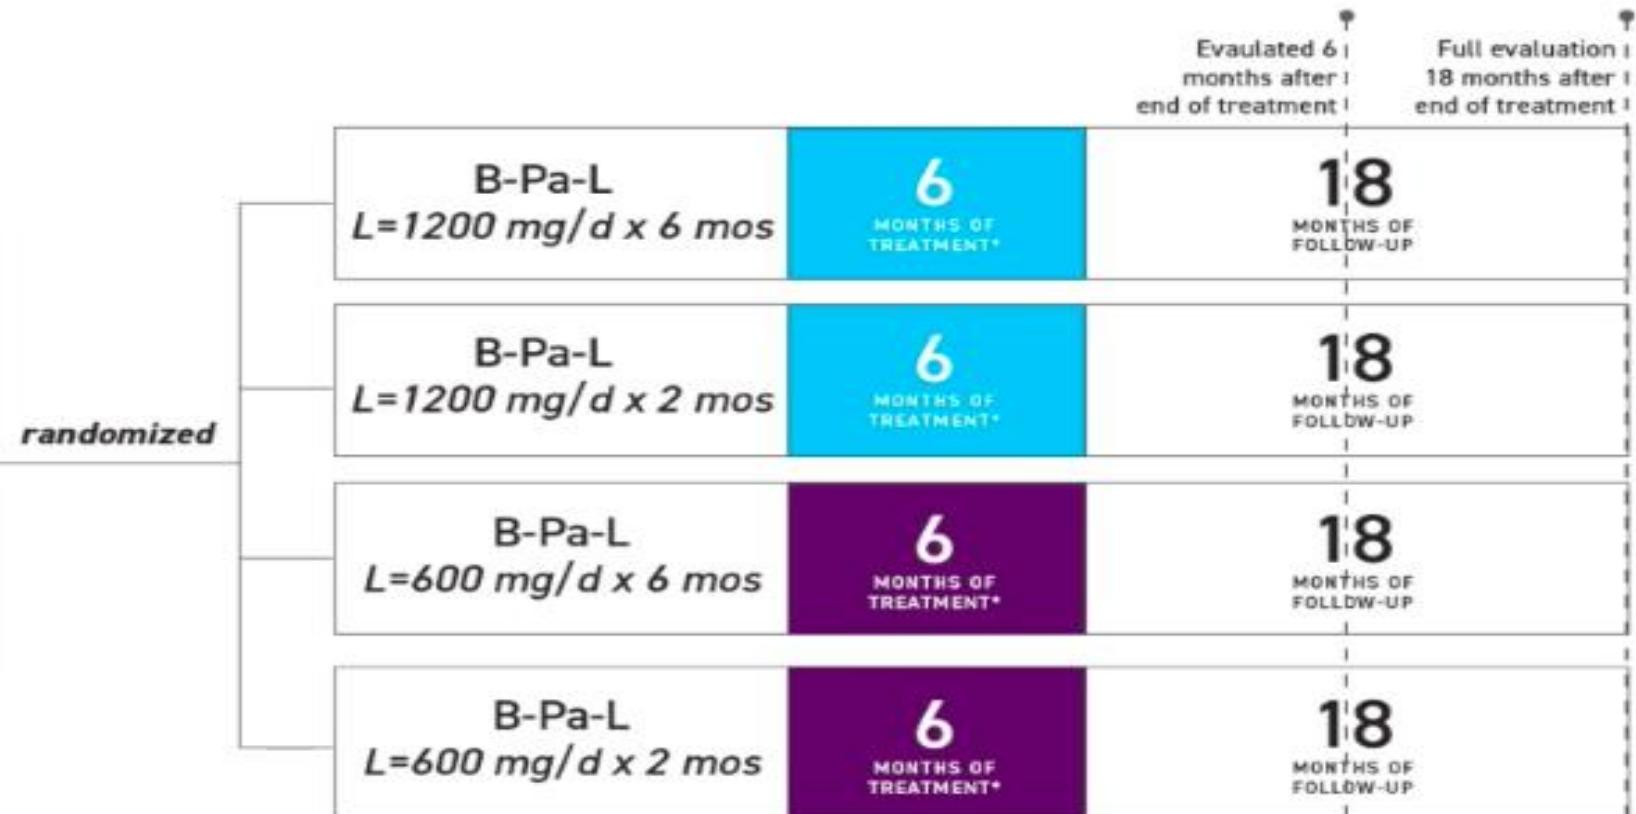 Evaulated 6
months after
end of treatment
Full evaluation
18 months after
end of treatment
B-Pa-L
L=1200 mg/d x 6 mos
6
MONTHS OF
TREATMENT*
18
MONTHS OF
FOLLOW-UP
B-Pa-L
L=1200 mg/d x 2 mos
6
MONTHS OF
TREATMENT*
18
MONTHS OF
FOLLOW-UP
randomized
B-Pa-L
L=600 mg/d x 6 mos
6
MONTHS OF
TREATMENT*
18
MONTHS OF
FOLLOW-UP
B-Pa-L
L=600 mg/d x 2 mos
6
MONTHS OF
TREATMENT*
18
MONTHS OF
FOLLOW-UP